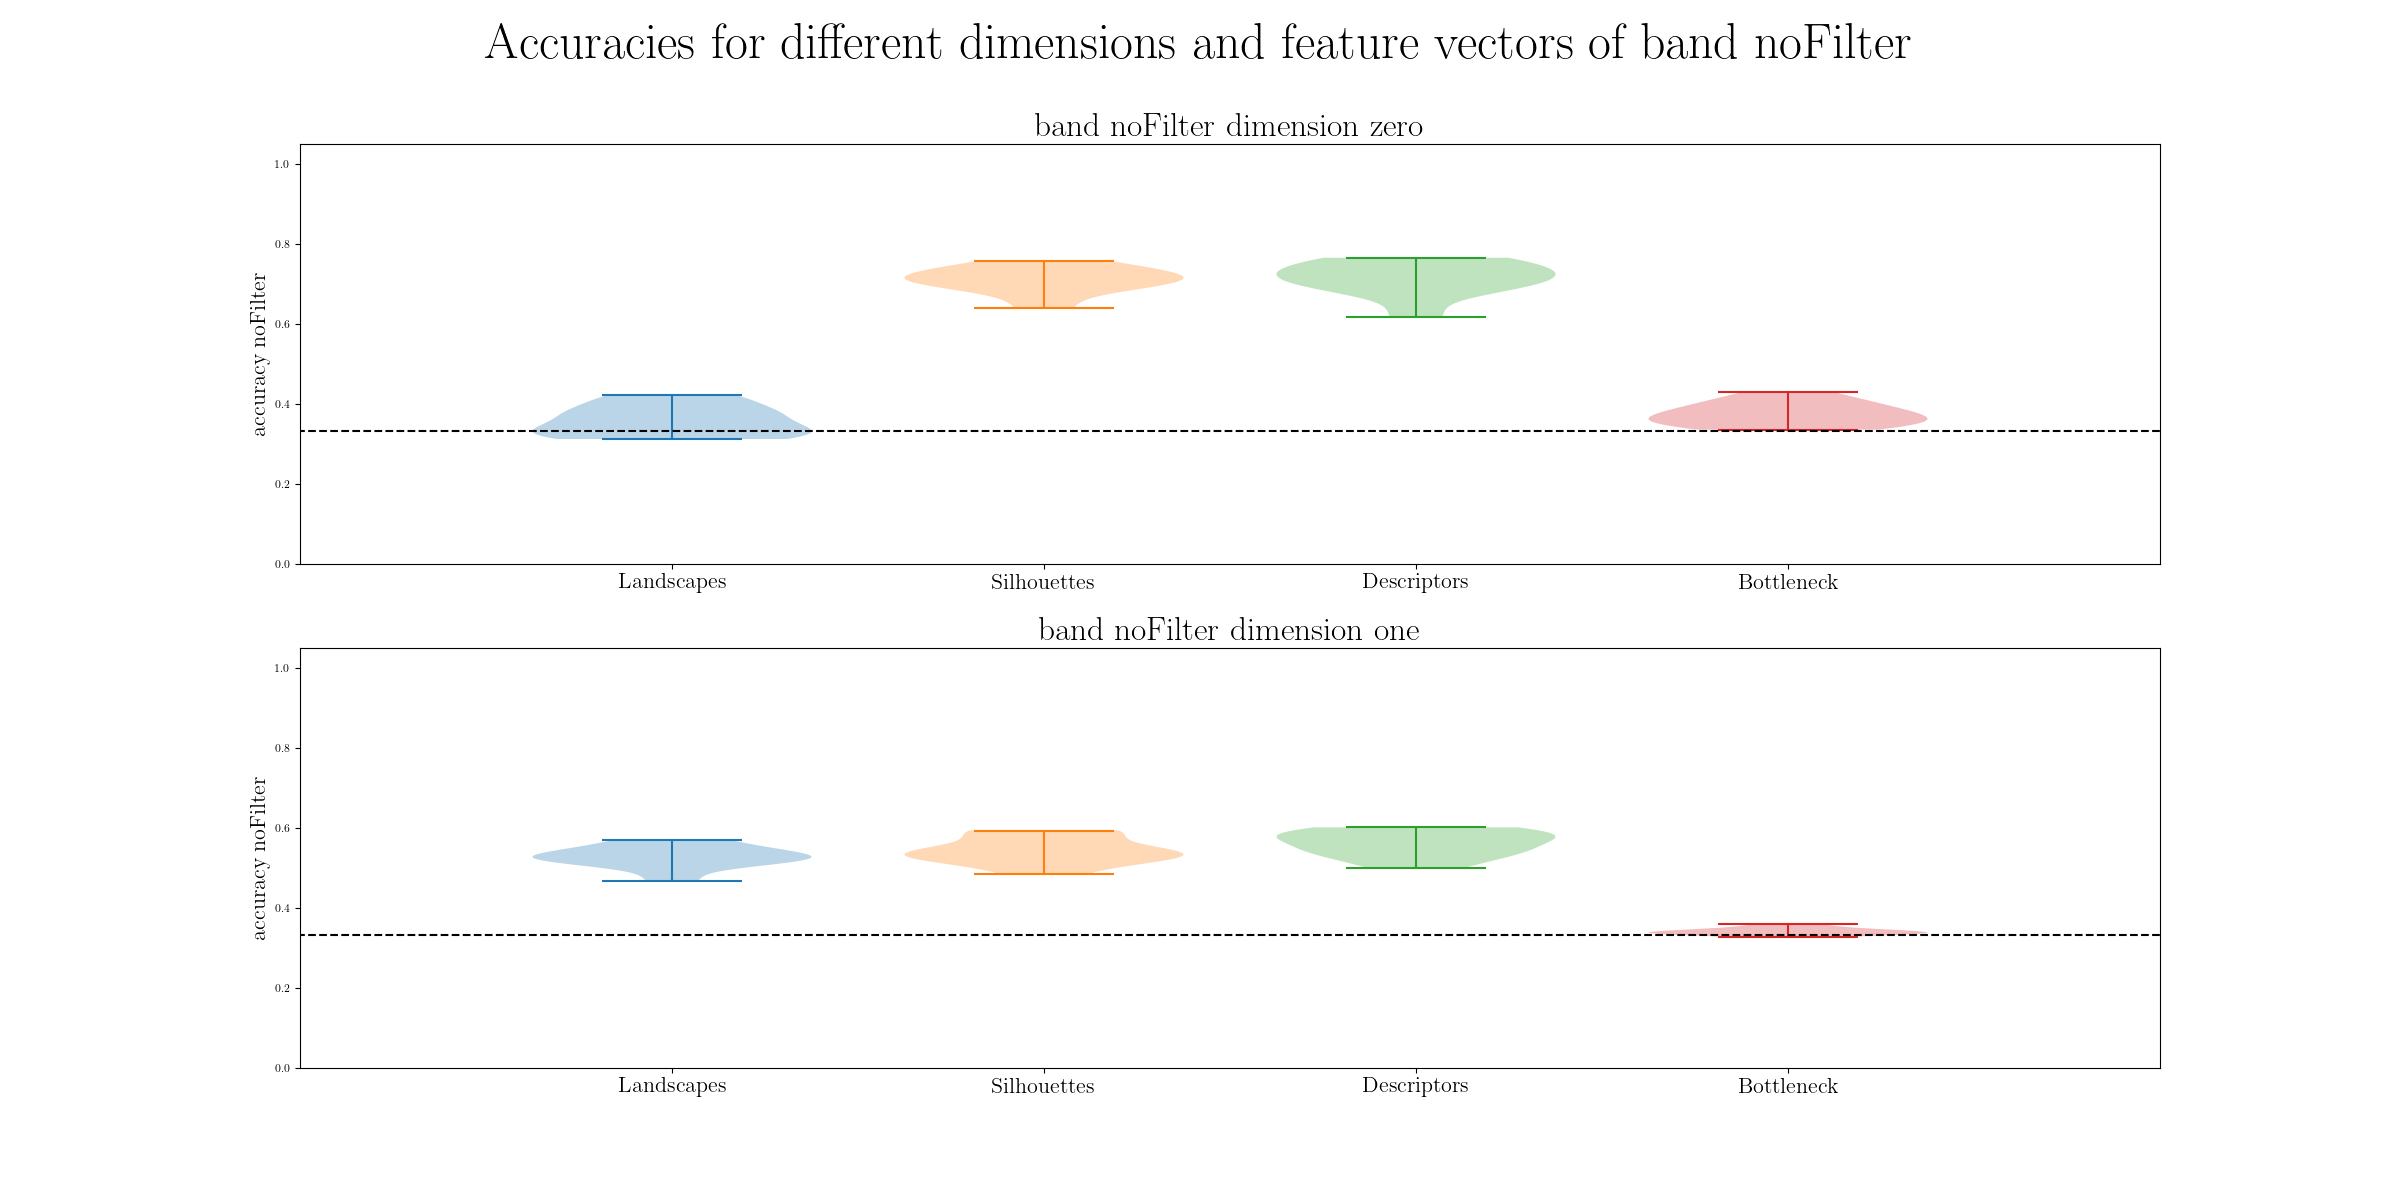 Accuracies for different dimensions and feature vectors of band noFilter
band noFilter dimension zero
accuracy noFilter
1.0
0.8
0.6
0.4
0.2
0.0
Landscapes Silhouettes Descriptors Bottleneck
band noFilter dimension one
accuracy noFilter
1.0
0.8
0.6
0.4
0.2
0.0
Landscapes Silhouettes Descriptors Bottleneck